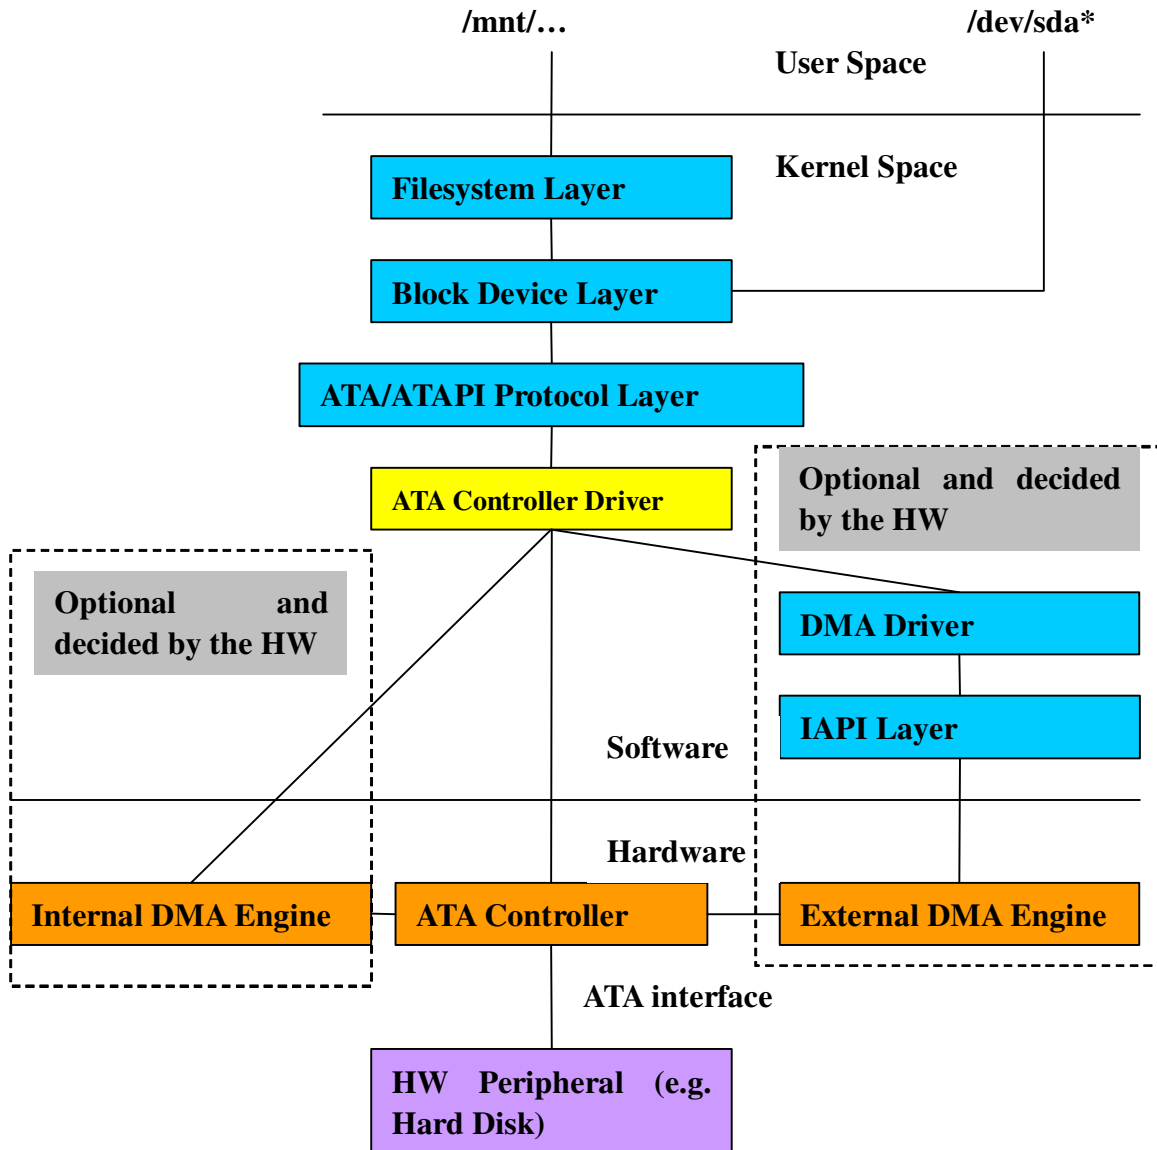 /mnt/…
/dev/sda*
User Space
Kernel Space
Filesystem Layer
Block Device Layer
ATA/ATAPI Protocol Layer
ATA Controller Driver
Optional and decided
by the HW
Optional and
decided by the HW
DMA Driver
IAPI Layer
Software
Hardware
Internal DMA Engine
ATA Controller
External DMA Engine
ATA interface
HW Peripheral (e.g.
Hard Disk)